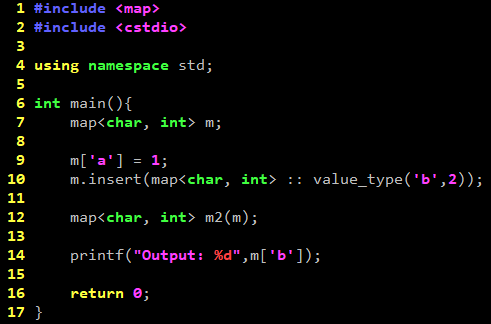 1 #include <map>
2 #include <cstdio>
3
4 using namespace std;
5
6 int main(){
7     map<char, int> m;
8
9     m['a'] = 1;
10     m.insert(map<char, int> :: value_type('b',2));
11
12     map<char, int> m2(m);
13
14     printf("Output: %d",m['b']);
15
16     return 0;
17 }